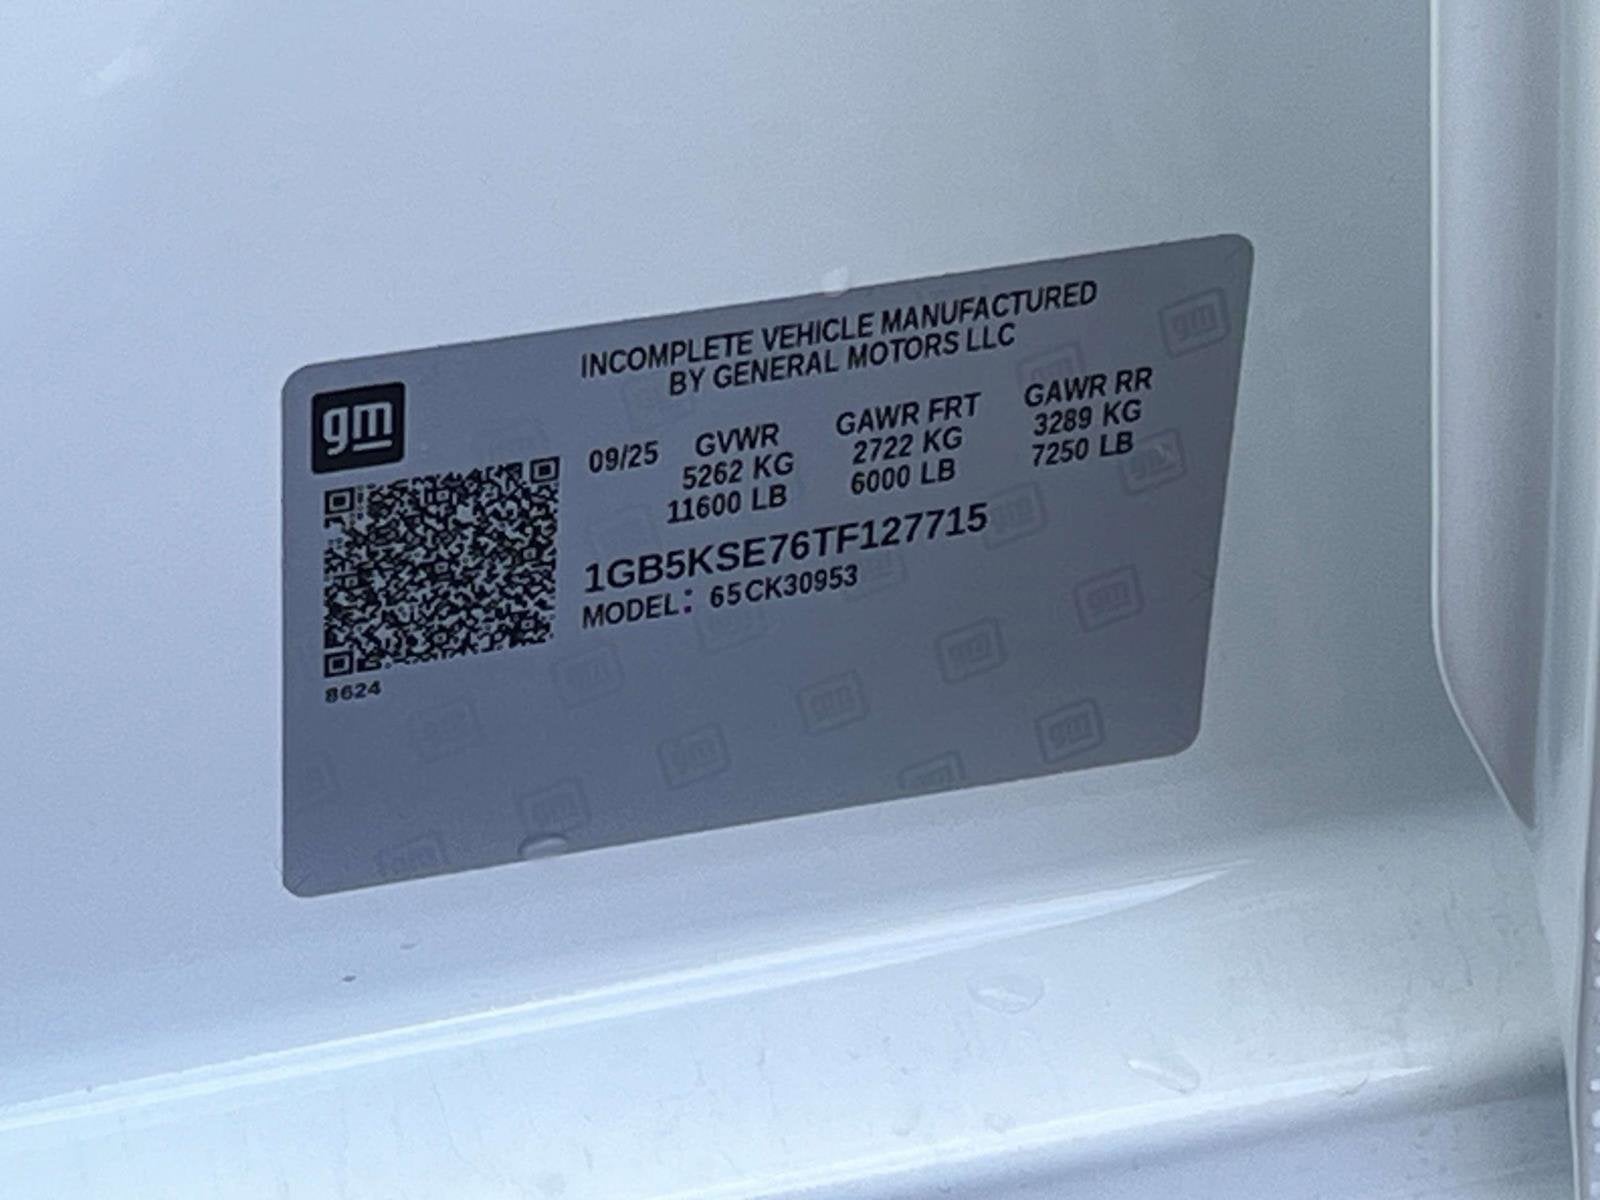 gm
INCOMPLETE VEHICLE MANUFACTURED
BY GENERAL MOTORS LLC
09/25 GVWR GAWR FRT GAWR RR
5262 KG 2722 KG 3289 KG
11600 LB 6000 LB 7250 LB
1GB5KSE76TF127715
MODEL: 65CK30953
8624